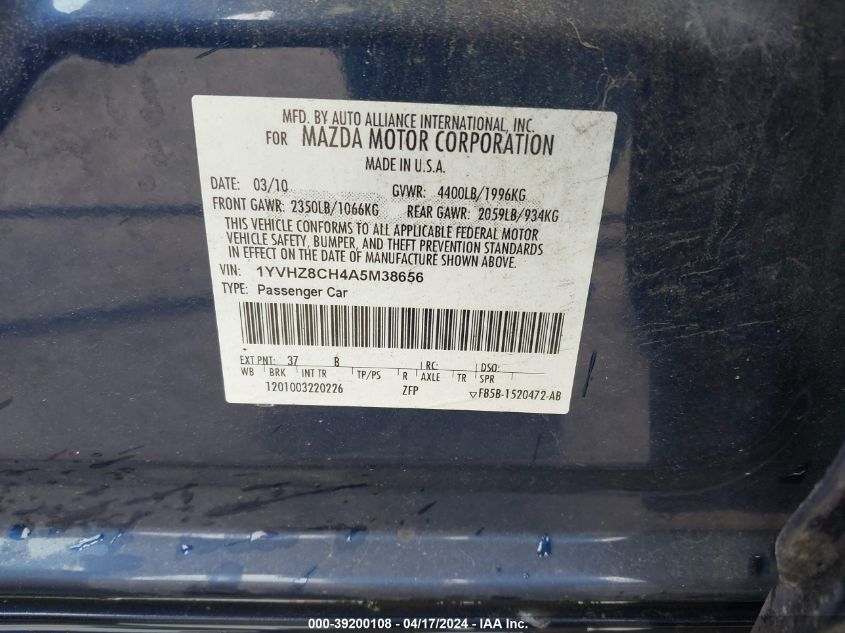 MFD. BY AUTO ALLIANCE INTERNATIONAL, INC.
FOR MAZDA MOTOR CORPORATION
MADE IN U.S.A.
DATE: 03/10 GVWR: 4400LB/1996KG
FRONT GAWR: 2350LB/1066KG REAR GAWR: 2059LB/934KG
THIS VEHICLE CONFORMS TO ALL APPLICABLE FEDERAL MOTOR
VEHICLE SAFETY, BUMPER, AND THEFT PREVENTION STANDARDS
IN EFFECT ON THE DATE OF MANUFACTURE SHOWN ABOVE.
VIN: 1YVHZ8CH4A5M38656
TYPE: Passenger Car
EXT PNT: 37 B RC: DSO:
WB BRK INT TR TP/PS R AXLE TR SPR
1201003220226 ZFP ▽F85B-1520472-AB
000-39200108 - 04/17/2024 - IAA Inc.